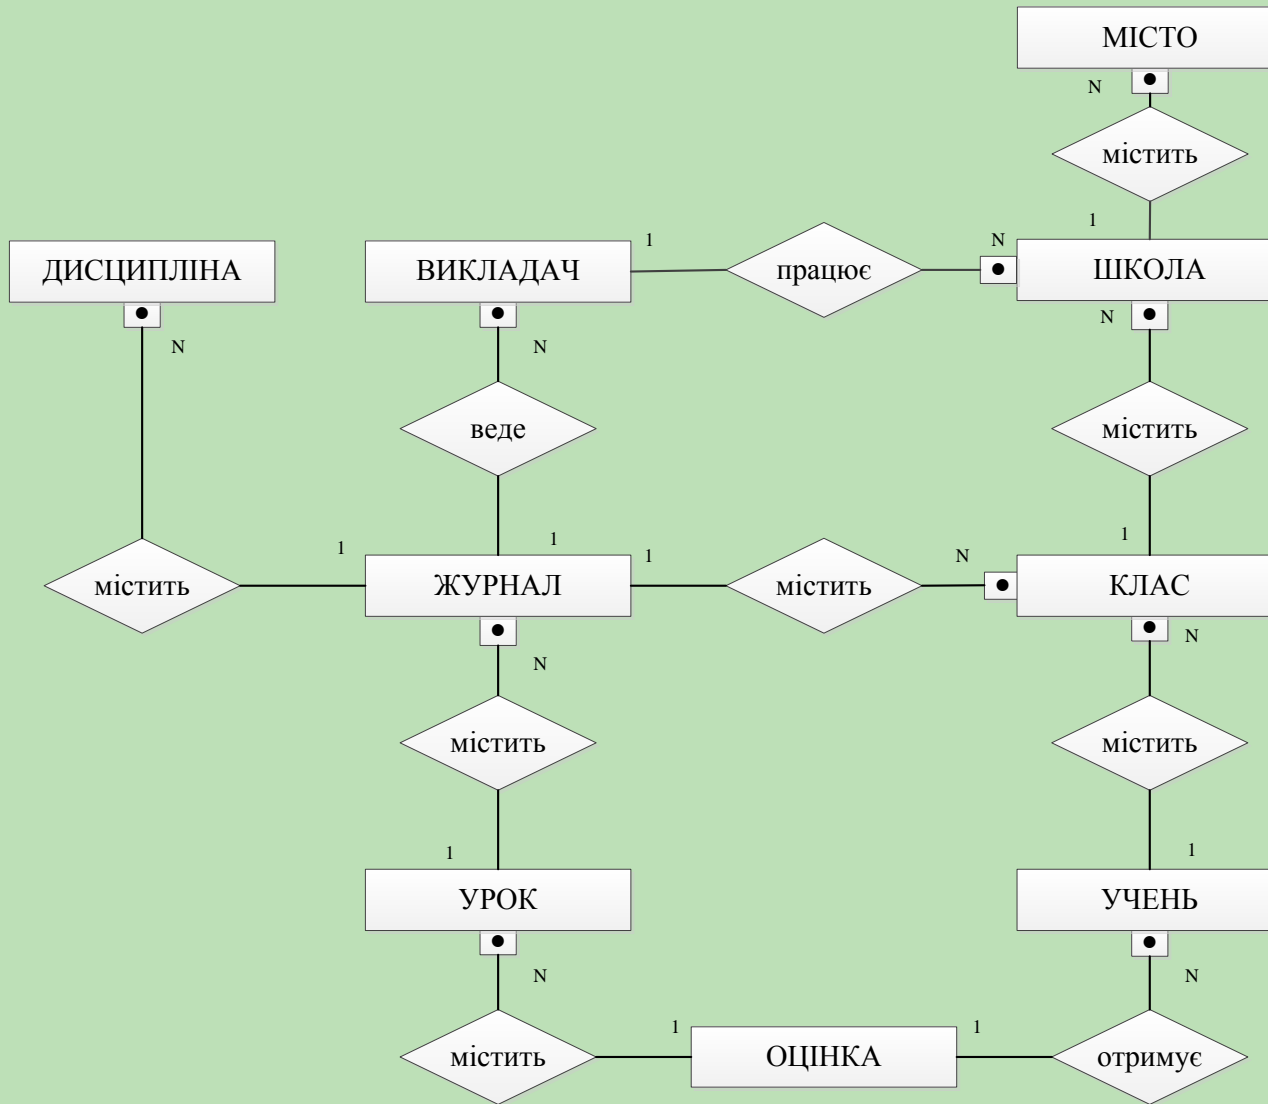 МІСТО
N
містить
1
1
N
ДИСЦИПЛІНА
ВИКЛАДАЧ
працює
ШКОЛА
N
N
N
веде
містить
1
1
1
N
1
містить
ЖУРНАЛ
містить
КЛАС
N
N
містить
містить
1
1
УРОК
УЧЕНЬ
N
N
1
1
містить
ОЦІНКА
отримує